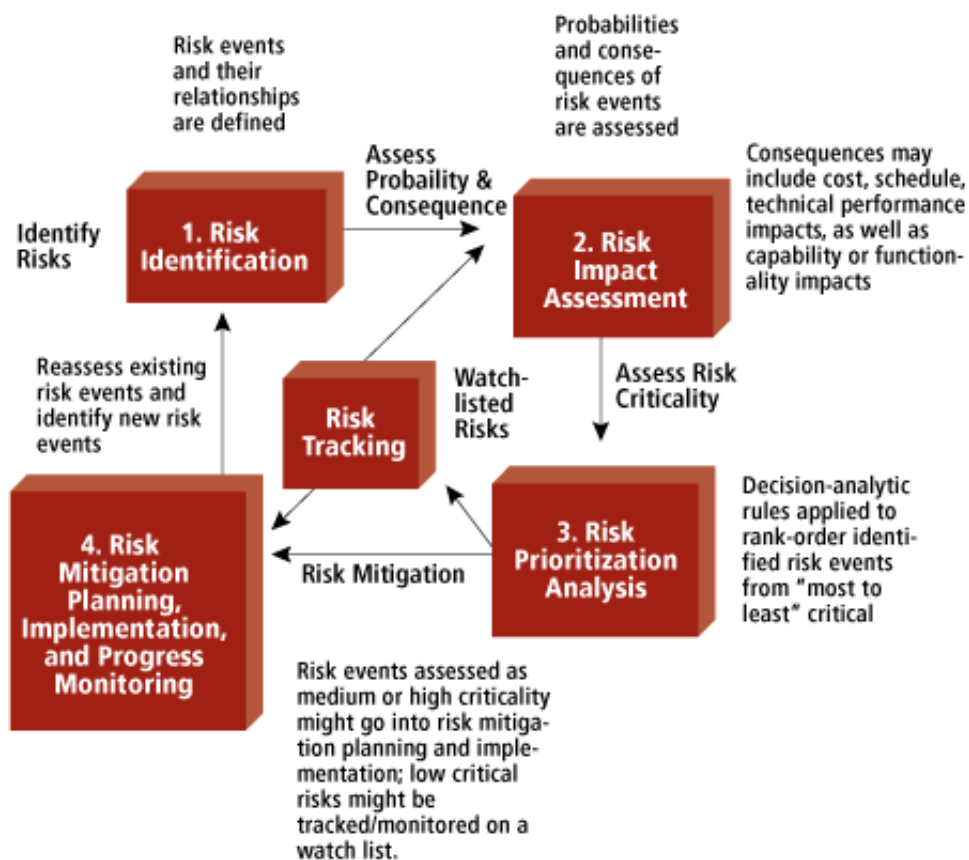 Risk events
and their
relationships
are defined
Probabilities
and conse-
quences of
risk events
are assessed
Assess
Probaility &
Consequence
Consequences may
include cost, schedule,
technical performance
impacts, as well as
capability or function-
ality impacts
Identify
Risks
1. Risk
Identification
2. Risk
Impact
Assessment
Reassess existing
risk events and
identify new risk
events
Risk
Tracking
Watch-
listed
Risks
Assess Risk
Criticality
4. Risk
Mitigation
Planning,
Implementation,
and Progress
Monitoring
Risk Mitigation
3. Risk
Prioritization
Analysis
Decision-analytic
rules applied to
rank-order identi-
fied risk events
from "most to
least" critical
Risk events assessed as
medium or high criticality
might go into risk mitiga-
tion planning and imple-
mentation; low critical
risks might be
tracked/monitored on a
watch list.